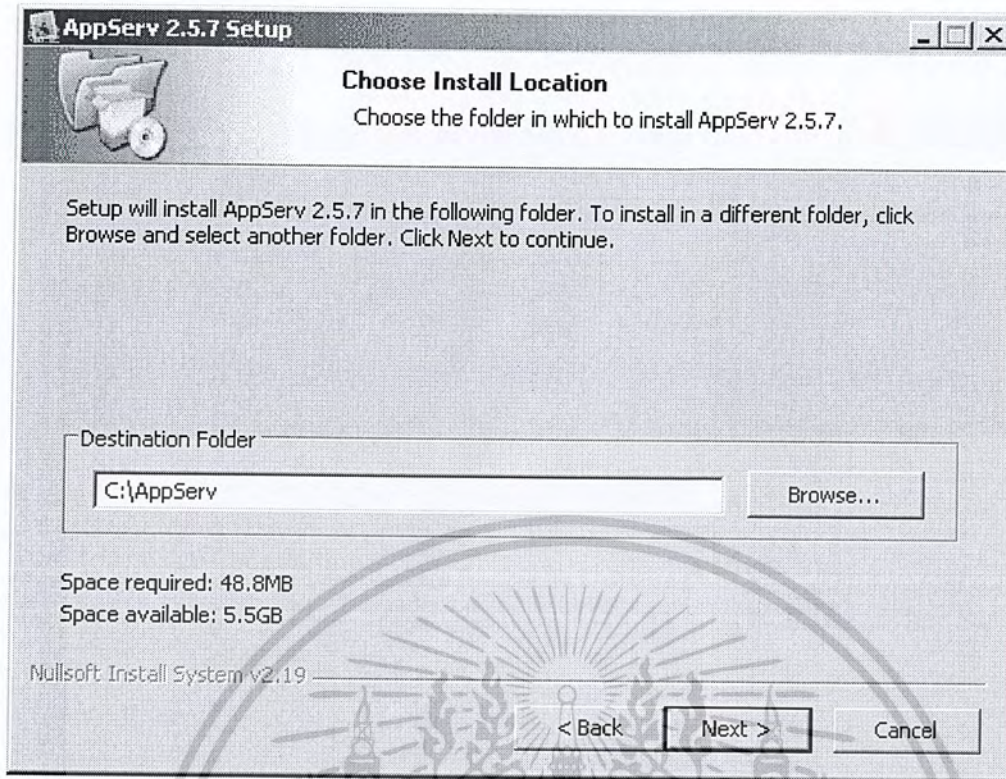 AppServ 2.5.7 Setup
Choose Install Location
Choose the folder in which to install AppServ 2.5.7.
Setup will install AppServ 2.5.7 in the following folder. To install in a different folder, click
Browse and select another folder. Click Next to continue.
Destination Folder
C:\AppServ
Browse...
Space required: 48.8MB
Space available: 5.5GB
Nullsoft Install System v2.19
< Back
Next >
Cancel